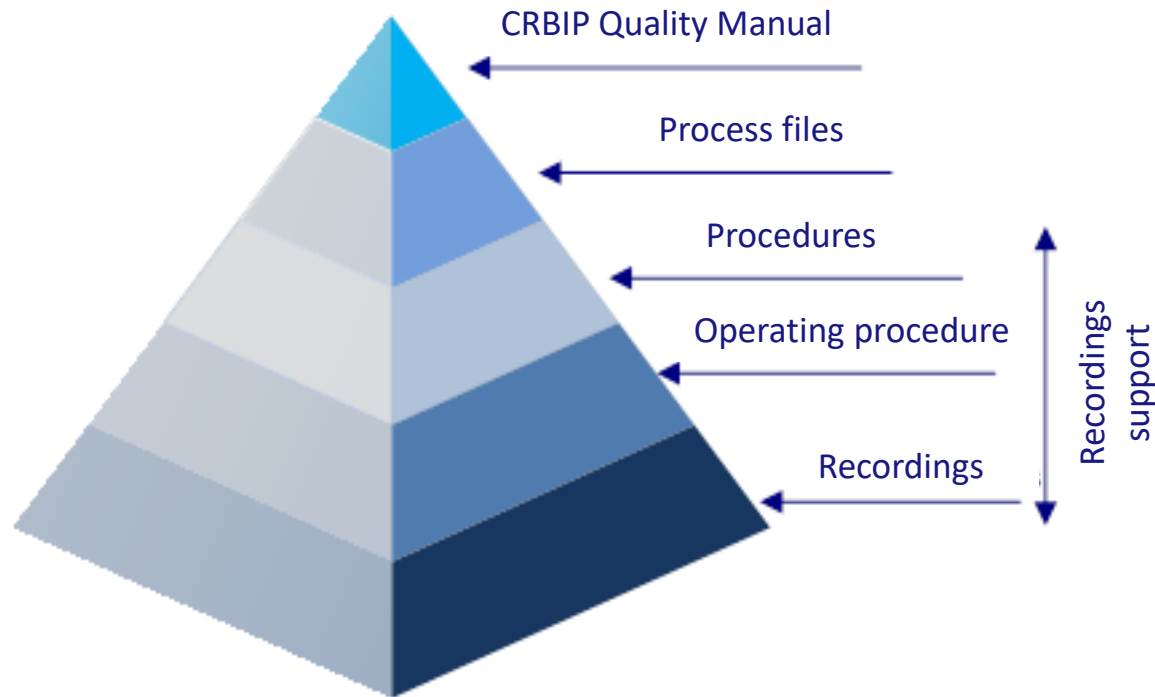 CRBIP Quality Manual
Process files
Procedures
Operating procedure
Recordings
Recordings
support